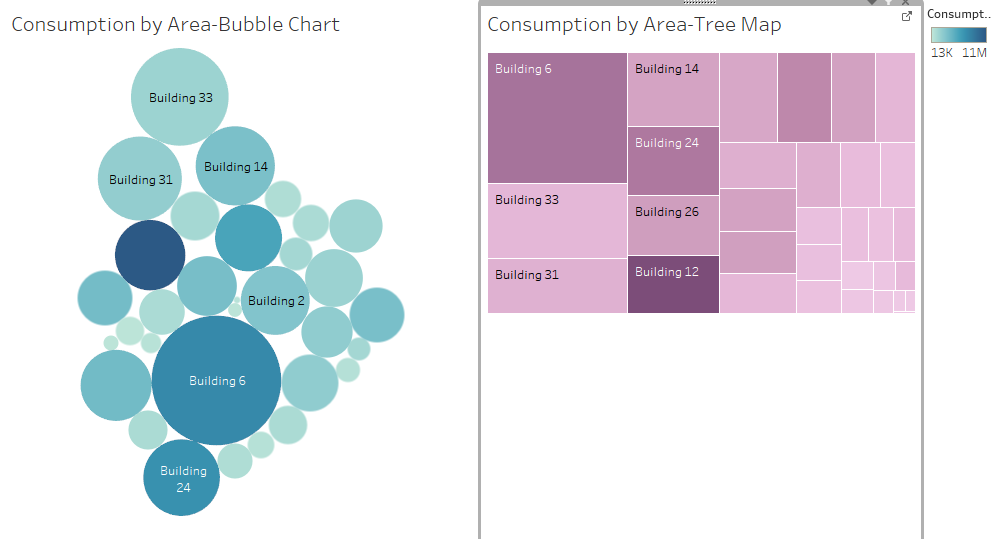 Consumption by Area-Bubble Chart
Building 33
Building 14
Building 31
Building 2
Building 6
Building
24
Consumption by Area-Tree Map
Building 6
Building 14
Building 24
Building 33
Building 26
Building 31
Building 12
Consumpt..
13K 11M